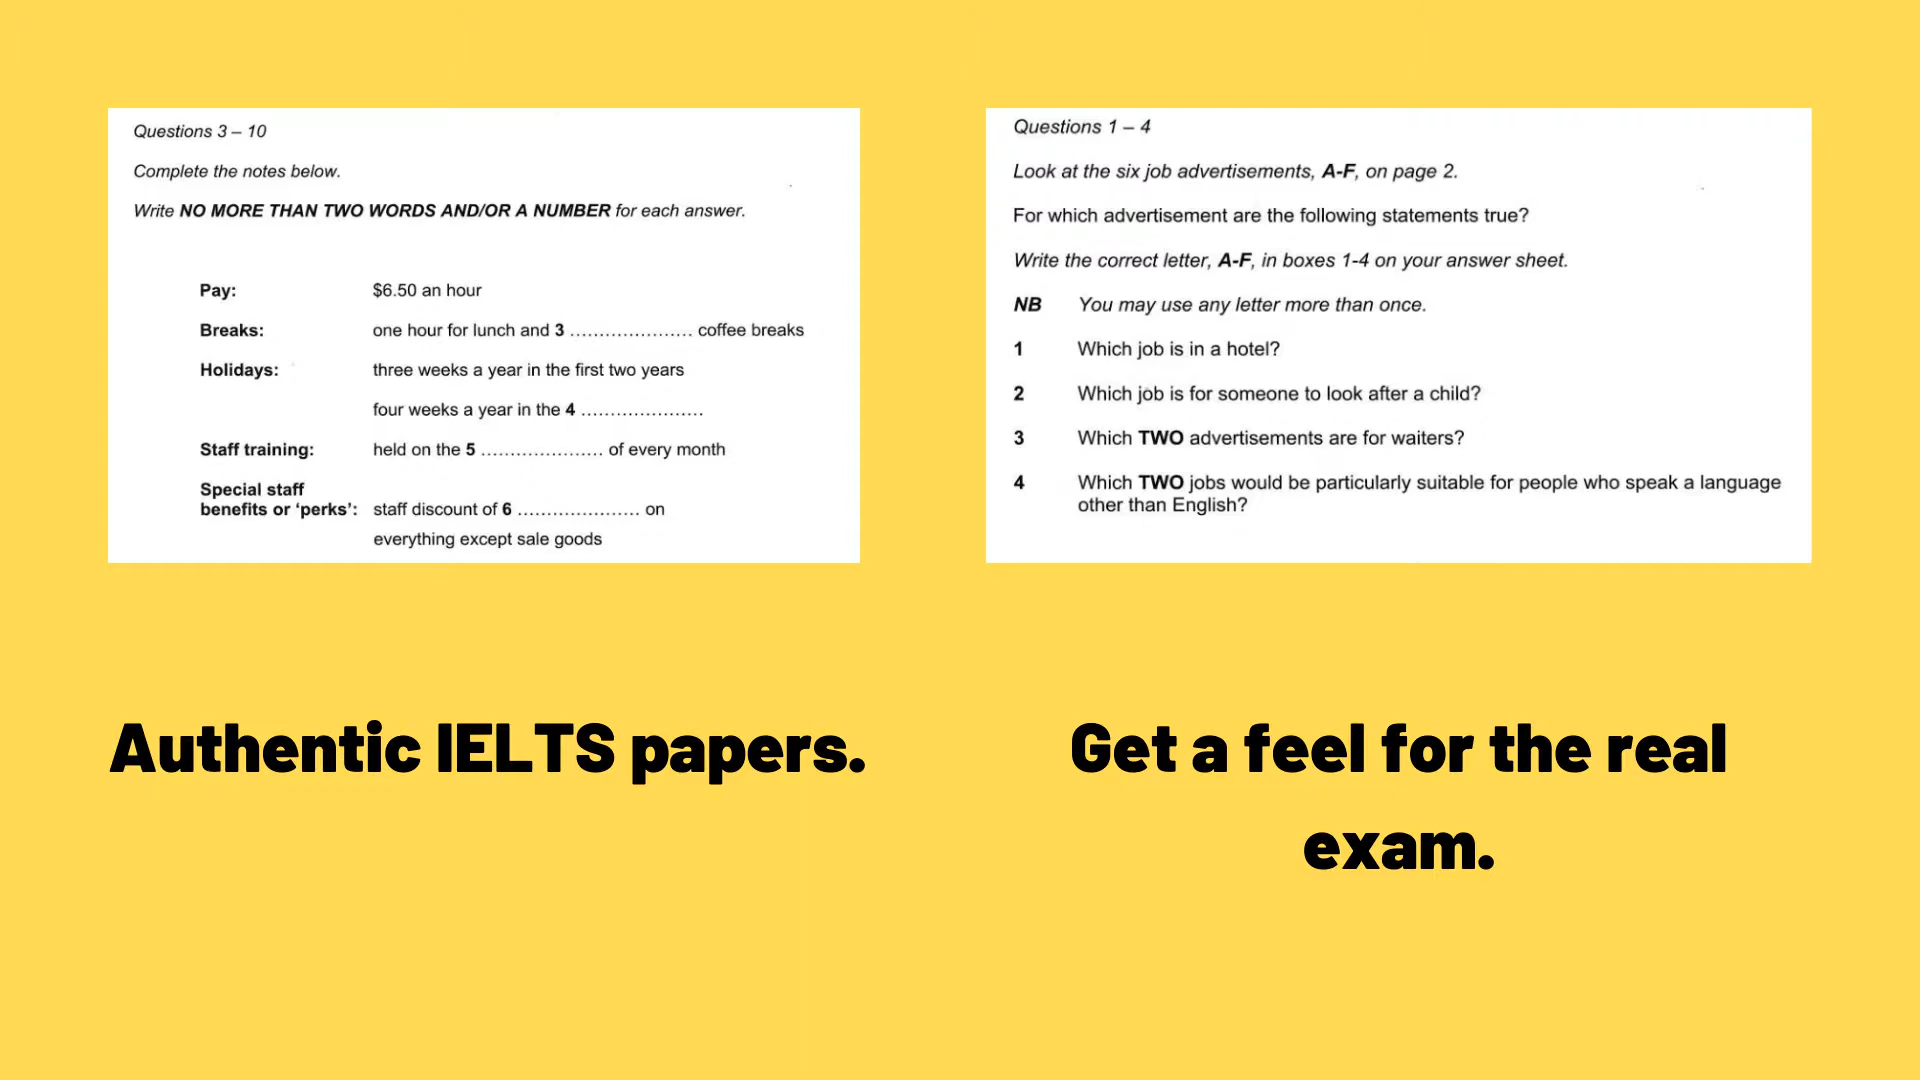 Questions 3 – 10
Complete the notes below.
Write NO MORE THAN TWO WORDS AND/OR A NUMBER for each answer.
Pay: $6.50 an hour
Breaks: one hour for lunch and 3 ..................... coffee breaks
Holidays: three weeks a year in the first two years
four weeks a year in the 4 .....................
Staff training: held on the 5 ..................... of every month
Special staff
benefits or ‘perks’: staff discount of 6 ..................... on
everything except sale goods
Questions 1 – 4
Look at the six job advertisements, A-F, on page 2.
For which advertisement are the following statements true?
Write the correct letter, A-F, in boxes 1-4 on your answer sheet.
NB You may use any letter more than once.
1 Which job is in a hotel?
2 Which job is for someone to look after a child?
3 Which TWO advertisements are for waiters?
4 Which TWO jobs would be particularly suitable for people who speak a language
other than English?
Authentic IELTS papers.
Get a feel for the real
exam.